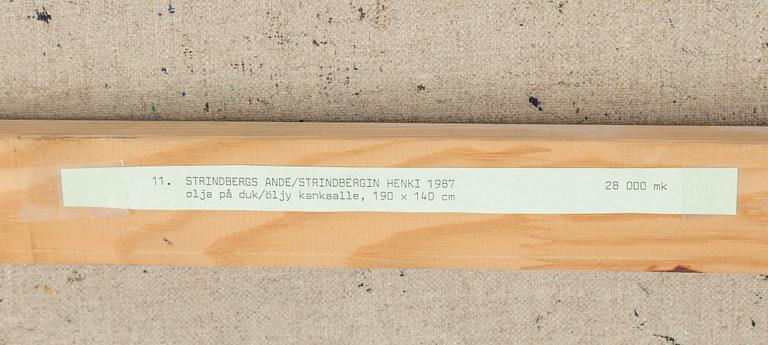 11. STRINDBERGS ANDE/STRINDBERGIN HENKI 1987 28 000 mk
olja på duk/öljy kankaalle, 190 x 140 cm